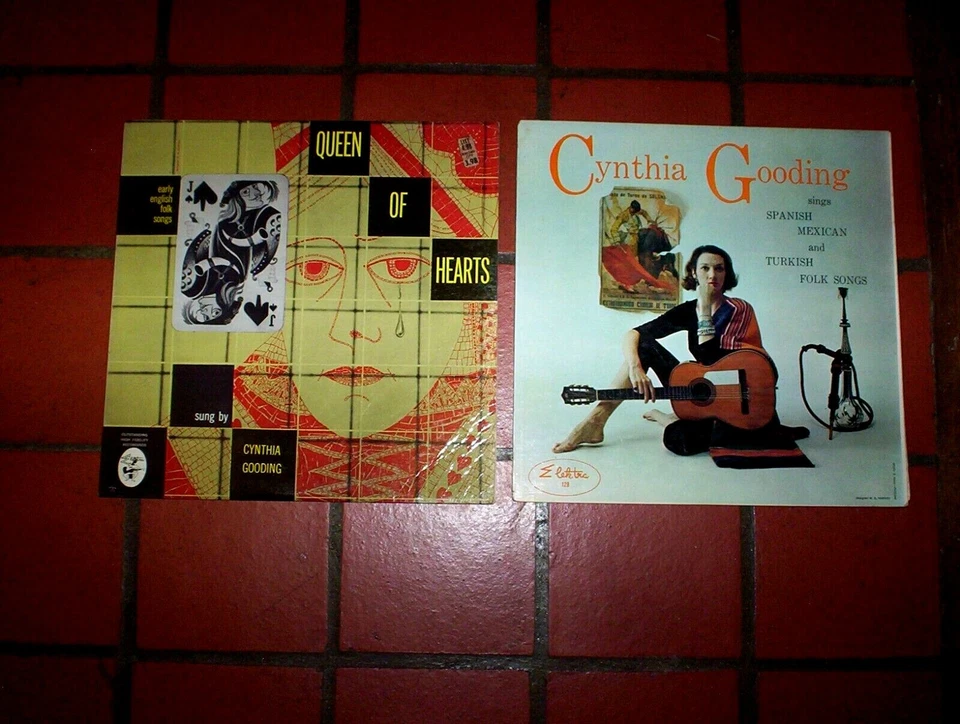 QUEEN
OF
HEARTS
early
english
folk
songs
J
J
sung by
CYNTHIA
GOODING
Cynthia Gooding
sings
SPANISH
MEXICAN
and
TURKISH
FOLK SONGS
Elektra
128